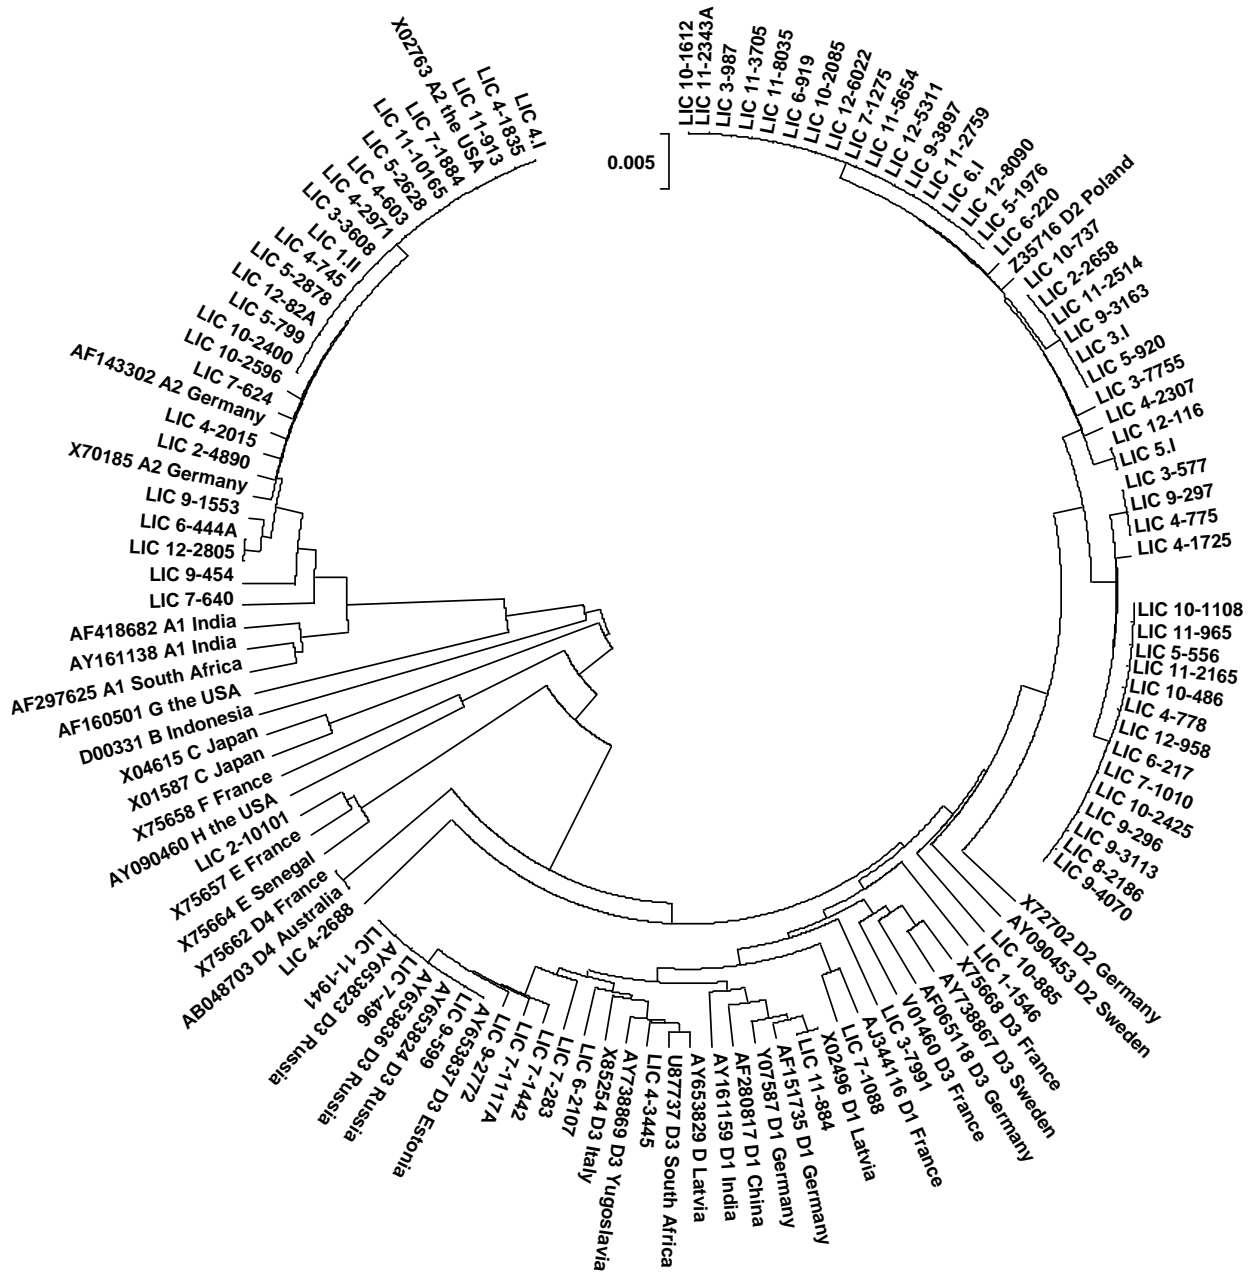 LIC 10-1612
LIC 11-2343A
LIC 3-987
LIC 11-3705
LIC 11-8035
LIC 6-919
LIC 10-2085
LIC 12-6022
LIC 7-1275
LIC 11-5654
LIC 12-5311
LIC 9-3897
LIC 11-2759
LIC 6.I
LIC 12-8090
LIC 5-1976
LIC 6-220
Z35716 D2 Poland
LIC 10-737
LIC 2-2658
LIC 11-2514
LIC 9-3163
LIC 3.I
LIC 5-920
LIC 3-7755
LIC 4-2307
LIC 12-116
LIC 5.I
LIC 3-577
LIC 9-297
LIC 4-775
LIC 4-1725
LIC 10-1108
LIC 11-965
LIC 5-556
LIC 11-2165
LIC 10-486
LIC 4-778
LIC 12-958
LIC 6-217
LIC 7-1010
LIC 10-2425
LIC 9-296
LIC 9-3113
LIC 8-2186
LIC 9-4070
X72702 D2 Germany
AY090453 D2 Sweden
LIC 10-885
LIC 1-1546
X75668 D3 France
AY738867 D3 Sweden
AF065118 D3 Germany
V01460 D3 France
LIC 3-7991
AJ344116 D1 France
LIC 7-1088
X02496 D1 Latvia
LIC 11-884
AF151735 D1 Germany
Y07587 D1 Germany
AF280817 D1 China
AY161159 D1 India
AY653829 D Latvia
U87737 D3 South Africa
LIC 4-3445
AY738869 D3 Yugoslavia
X85254 D3 Italy
LIC 6-2107
LIC 7-283
LIC 7-1442
LIC 7-1117A
LIC 9-2772
AY653837 D3 Estonia
LIC 9-599
AY653824 D3 Russia
AY653836 D3 Russia
LIC 7-496
AY653823 D3 Russia
LIC 11-1941
LIC 4-2988
AB048703 D4 Australia
X75662 D4 France
X75664 E Senegal
X75657 E France
LIC 2-10101
AY090460 H the USA
X75658 F France
X01587 C Japan
X04615 C Japan
D00331 B Indonesia
AF160501 G the USA
AF297625 A1 South Africa
AY161138 A1 India
AF418682 A1 India
LIC 7-640
LIC 9-454
LIC 12-2805
LIC 6-444A
LIC 9-1553
X70185 A2 Germany
LIC 2-4890
LIC 4-2015
AF143302 A2 Germany
LIC 7-624
LIC 10-2596
LIC 10-2400
LIC 5-799
LIC 12-82A
LIC 5-2878
LIC 4-745
LIC 1.II
LIC 3-3608
LIC 4-2971
LIC 4-603
LIC 5-2628
LIC 11-10165
LIC 7-1884
X02763 A2 the USA
LIC 11-913
LIC 4-1835
LIC 4.I
0.005